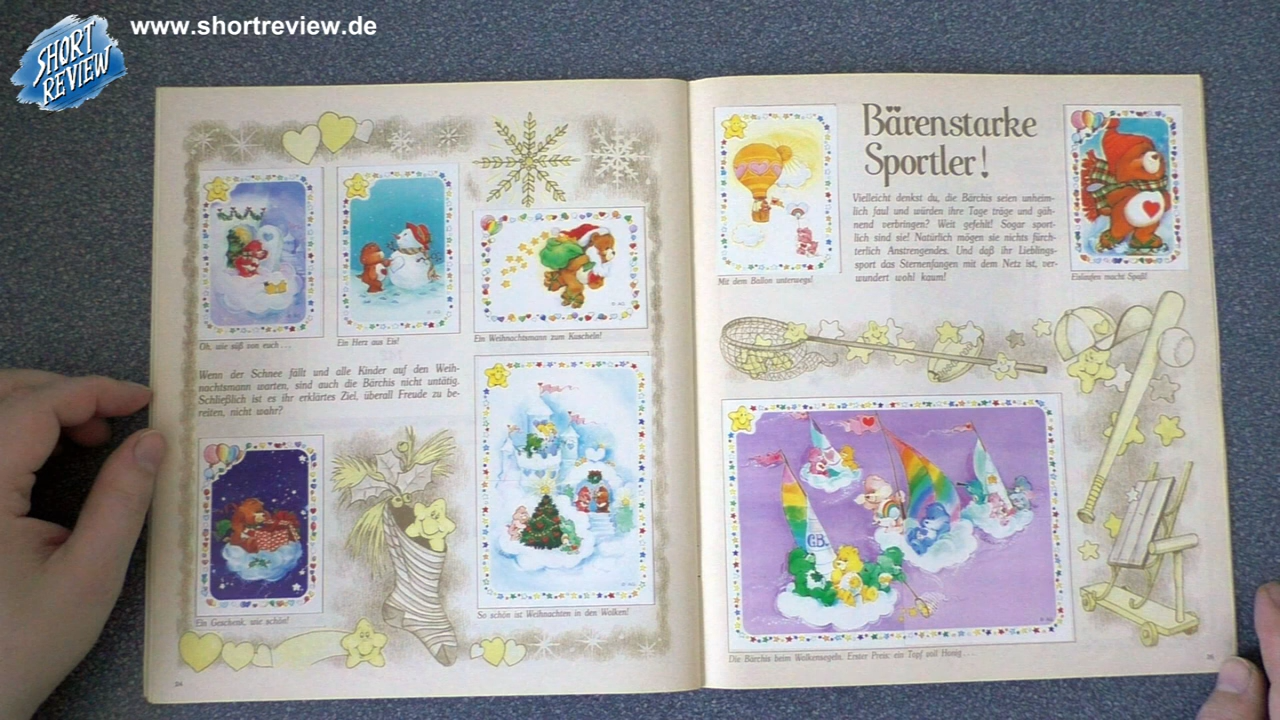 www.shortreview.de
SHORT
REVIEW
Oh, wie süß von euch . . .
Ein Herz aus Eis!
Ein Weihnachtsmann zum Kuscheln!
Wenn der Schnee fällt und alle Kinder auf den Weih-
nachtsmann warten, sind auch die Bärchis nicht untätig.
Schließlich ist es ihr erklärtes Ziel, überall Freude zu be-
reiten, nicht wahr?
Ein Geschenk, wie schön!
So schön ist Weihnachten in den Wolken!
24
Bärenstarke
Sportler!
Vielleicht denkst du, die Bärchis seien unheim-
lich faul und würden ihre Tage träge und gäh-
nend verbringen? Weit gefehlt! Sogar sport-
lich sind sie! Natürlich mögen sie nichts fürch-
terlich Anstrengendes. Und daß ihr Lieblings-
sport das Sternenfangen mit dem Netz ist, ver-
wundert wohl kaum!
Mit dem Ballon unterwegs!
Eislaufen macht Spaß!
G.B.
Die Bärchis beim Wolkensegeln. Erster Preis: ein Topf voll Honig . . .